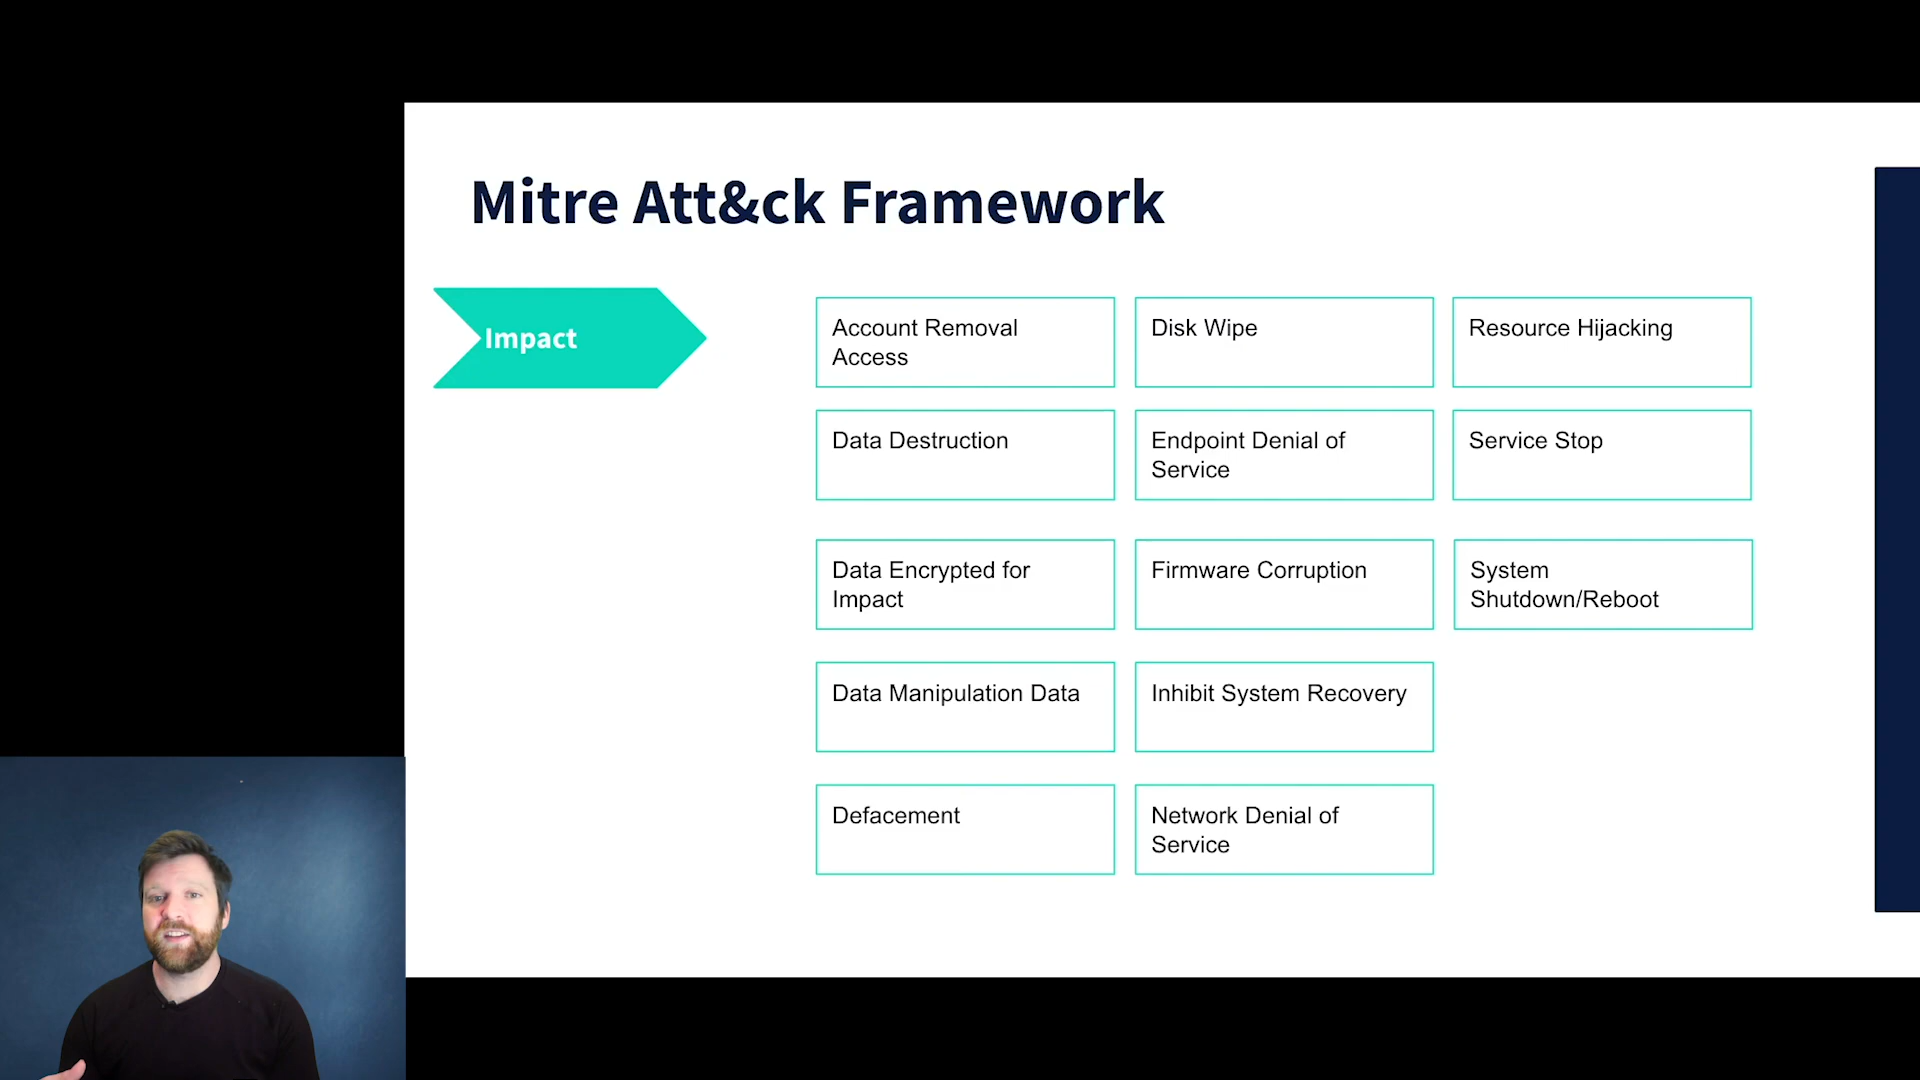 Mitre Att&ck Framework
Impact
Account Removal
Access
Disk Wipe
Resource Hijacking
Data Destruction
Endpoint Denial of
Service
Service Stop
Data Encrypted for
Impact
Firmware Corruption
System
Shutdown/Reboot
Data Manipulation Data
Inhibit System Recovery
Defacement
Network Denial of
Service